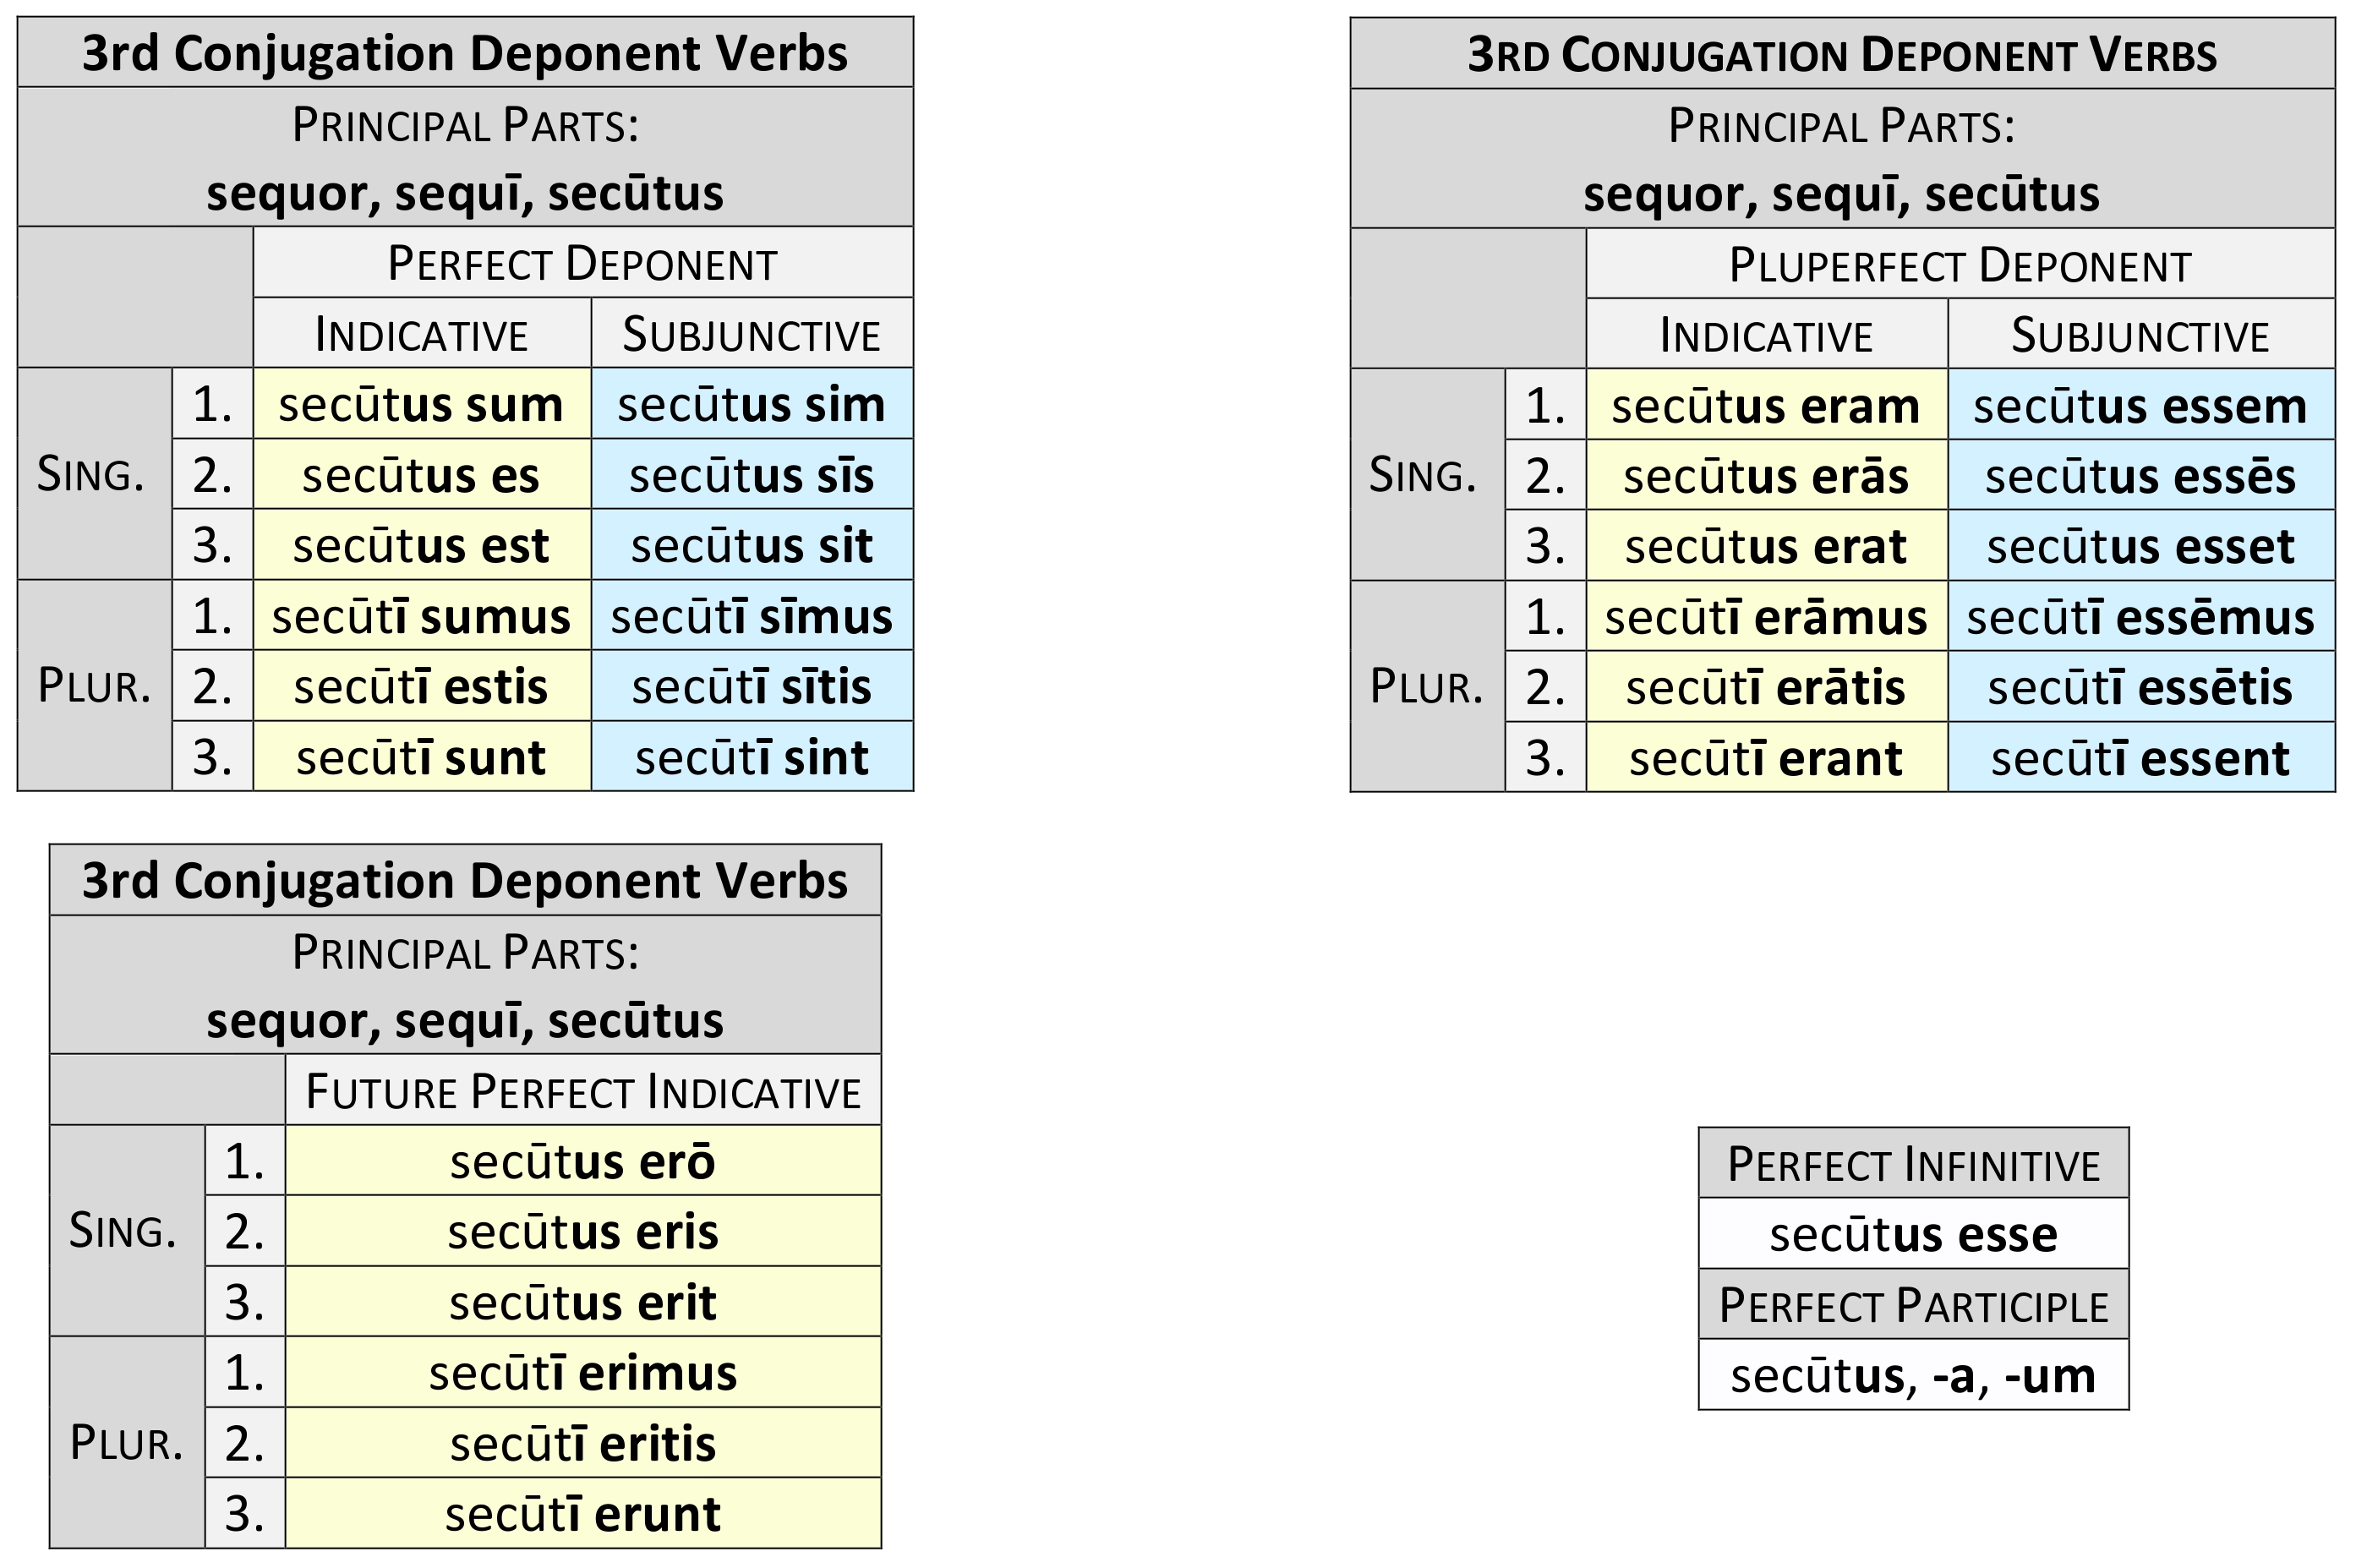 3rd Conjugation Deponent Verbs
PRINCIPAL PARTS:
sequor, sequī, secūtus
PERFECT DEPONENT
INDICATIVE SUBJUNCTIVE
SING. 1. secūtus sum secūtus sim
2. secūtus es secūtus sīs
3. secūtus est secūtus sit
PLUR. 1. secūtī sumus secūtī sīmus
2. secūtī estis secūtī sītis
3. secūtī sunt secūtī sint
3RD CONJUGATION DEPONENT VERBS
PRINCIPAL PARTS:
sequor, sequī, secūtus
PLUPERFECT DEPONENT
INDICATIVE SUBJUNCTIVE
SING. 1. secūtus eram secūtus essem
2. secūtus erās secūtus essēs
3. secūtus erat secūtus esset
PLUR. 1. secūtī erāmus secūtī essēmus
2. secūtī erātis secūtī essētis
3. secūtī erant secūtī essent
3rd Conjugation Deponent Verbs
PRINCIPAL PARTS:
sequor, sequī, secūtus
FUTURE PERFECT INDICATIVE
SING. 1. secūtus erō
2. secūtus eris
3. secūtus erit
PLUR. 1. secūtī erimus
2. secūtī eritis
3. secūtī erunt
PERFECT INFINITIVE
secūtus esse
PERFECT PARTICIPLE
secūtus, -a, -um